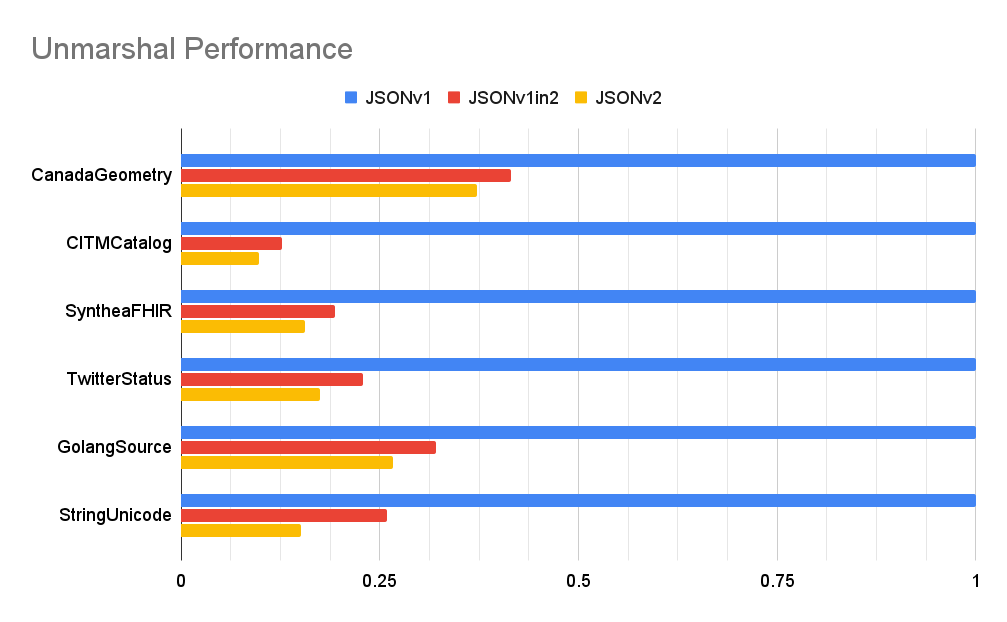 Unmarshal Performance
JSONv1 JSONv1in2 JSONv2
CanadaGeometry
CITMCatalog
SyntheaFHIR
TwitterStatus
GolangSource
StringUnicode
0 0.25 0.5 0.75 1